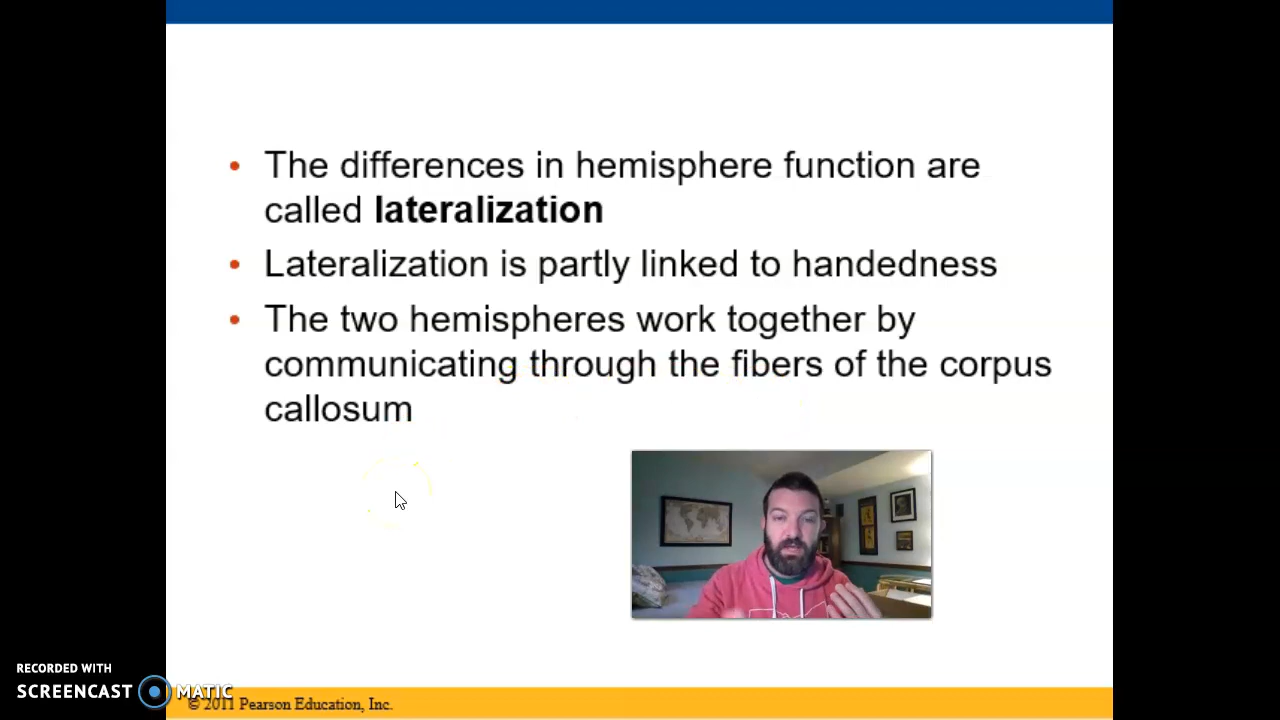 • The differences in hemisphere function are
called lateralization
• Lateralization is partly linked to handedness
• The two hemispheres work together by
communicating through the fibers of the corpus
callosum
RECORDED WITH
SCREENCAST MATIC
© 2011 Pearson Education, Inc.